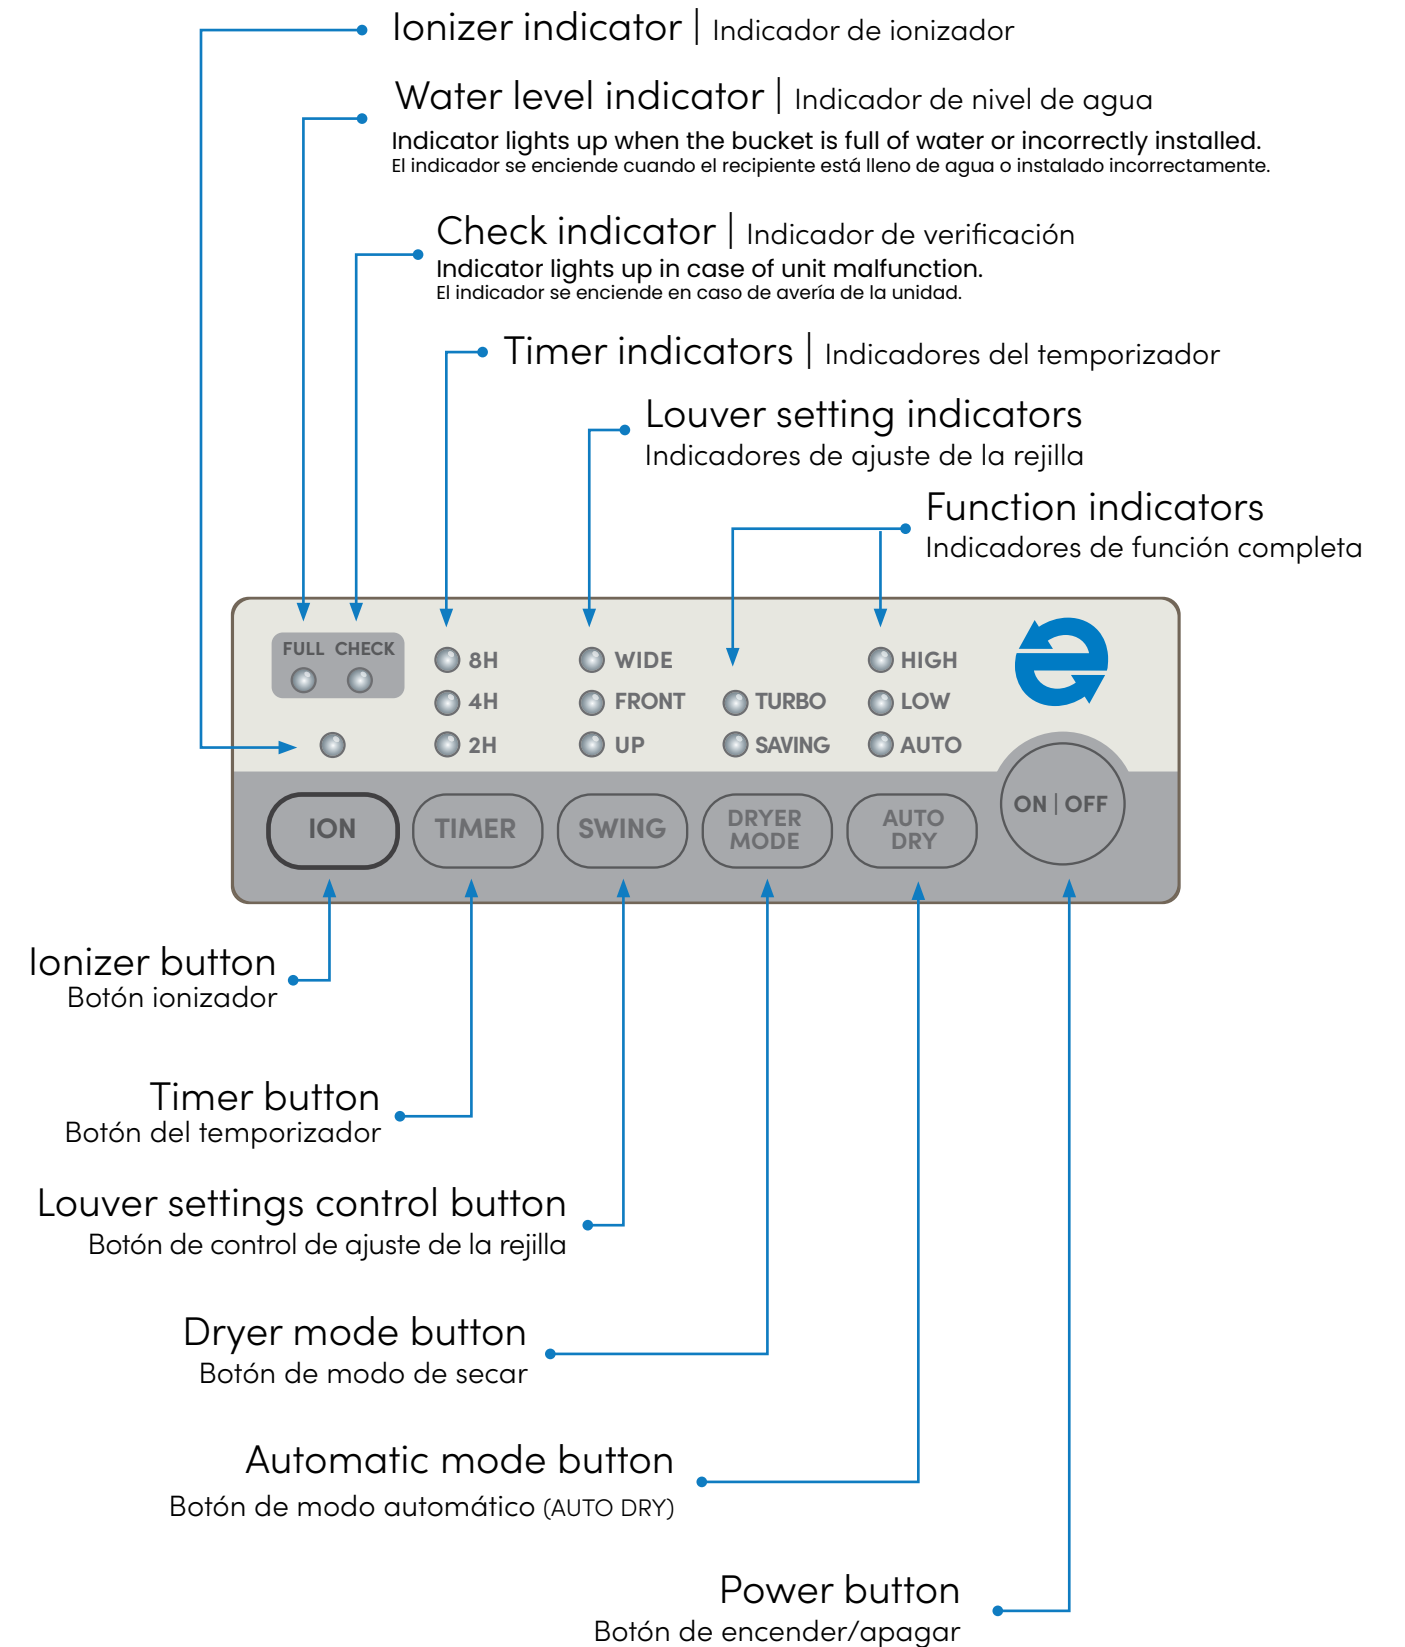 Ionizer indicator | Indicador de ionizador
Water level indicator | Indicador de nivel de agua
Indicator lights up when the bucket is full of water or incorrectly installed.
El indicador se enciende cuando el recipiente está lleno de agua o instalado incorrectamente.
Check indicator | Indicador de verificación
Indicator lights up in case of unit malfunction.
El indicador se enciende en caso de avería de la unidad.
Timer indicators | Indicadores del temporizador
Louver setting indicators
Indicadores de ajuste de la rejilla
Function indicators
Indicadores de función completa
FULL CHECK
8H WIDE HIGH
4H FRONT TURBO LOW
2H UP SAVING AUTO
ION
TIMER
SWING
DRYER
MODE
AUTO
DRY
ON | OFF
Ionizer button
Botón ionizador
Timer button
Botón del temporizador
Louver settings control button
Botón de control de ajuste de la rejilla
Dryer mode button
Botón de modo de secar
Automatic mode button
Botón de modo automático (AUTO DRY)
Power button
Botón de encender/apagar